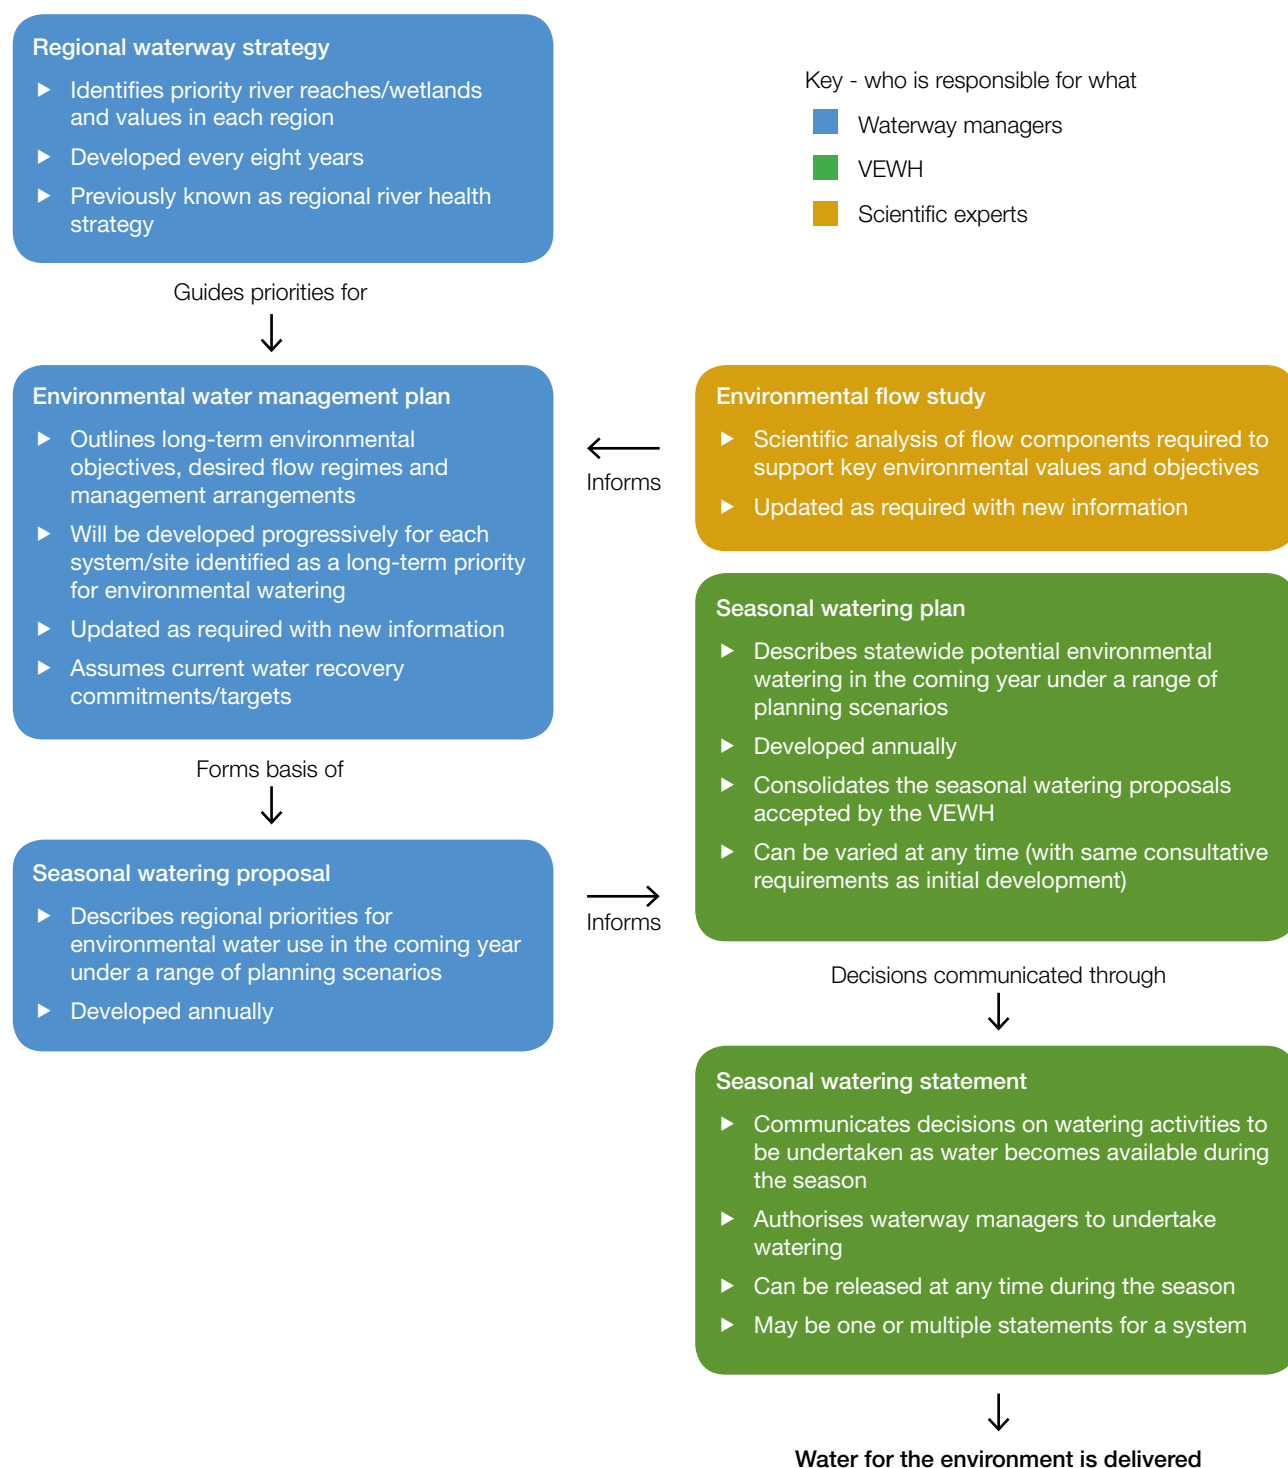 Regional waterway strategy
▶ Identifies priority river reaches/wetlands
and values in each region
▶ Developed every eight years
▶ Previously known as regional river health
strategy
Key - who is responsible for what
Waterway managers
VEWH
Scientific experts
Guides priorities for
Environmental water management plan
▶ Outlines long-term environmental
objectives, desired flow regimes and
management arrangements
▶ Will be developed progressively for each
system/site identified as a long-term priority
for environmental watering
▶ Updated as required with new information
▶ Assumes current water recovery
commitments/targets
Informs
Environmental flow study
▶ Scientific analysis of flow components required to
support key environmental values and objectives
▶ Updated as required with new information
Forms basis of
Seasonal watering proposal
▶ Describes regional priorities for
environmental water use in the coming year
under a range of planning scenarios
▶ Developed annually
Informs
Seasonal watering plan
▶ Describes statewide potential environmental
watering in the coming year under a range of
planning scenarios
▶ Developed annually
▶ Consolidates the seasonal watering proposals
accepted by the VEWH
▶ Can be varied at any time (with same consultative
requirements as initial development)
Decisions communicated through
Seasonal watering statement
▶ Communicates decisions on watering activities to
be undertaken as water becomes available during
the season
▶ Authorises waterway managers to undertake
watering
▶ Can be released at any time during the season
▶ May be one or multiple statements for a system
Water for the environment is delivered